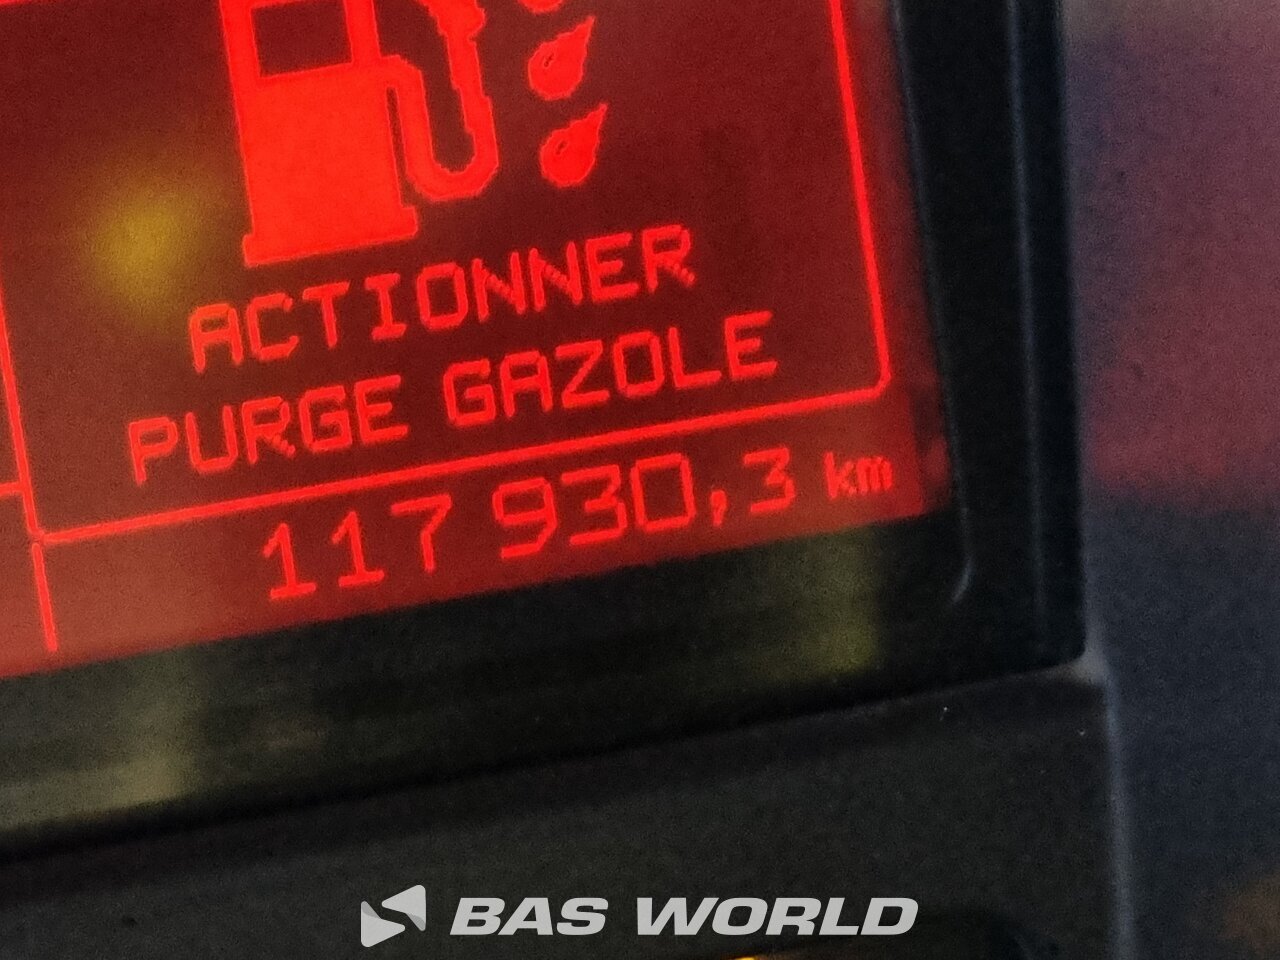 ACTIONNER
PURGE GAZOLE
117 930,3 km
BAS WORLD